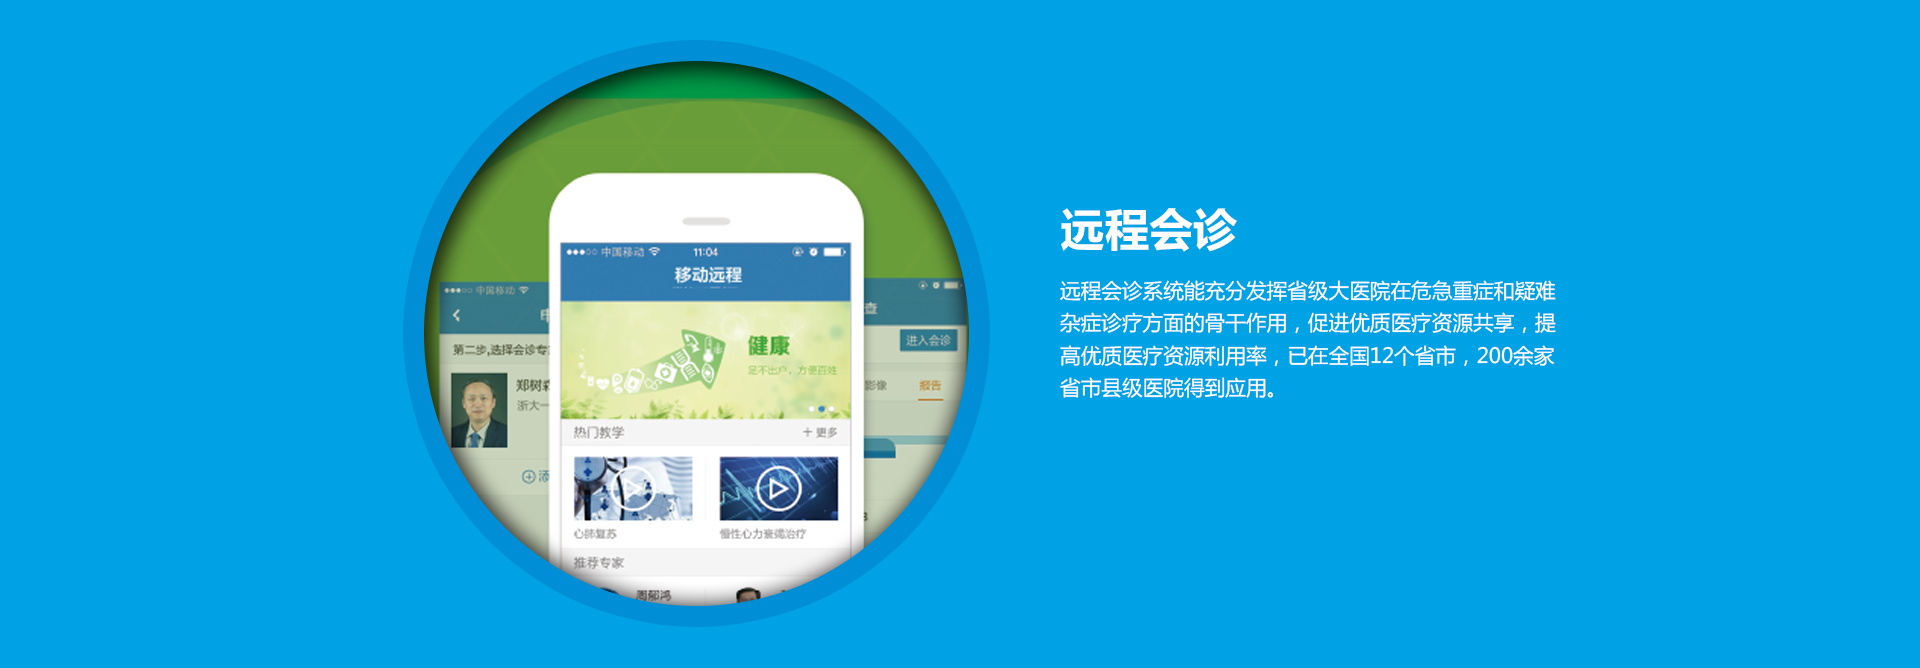 远程会诊
远程会诊系统能充分发挥省级大医院在危急重症和疑难
杂症诊疗方面的骨干作用，促进优质医疗资源共享，提
高优质医疗资源利用率，已在全国12个省市，200余家
省市县级医院得到应用。
中国移动
11:04
移动远程
健康
足不出户，方便百姓
热门教学
+ 更多
心肺复苏
慢性心力衰竭治疗
推荐专家
周郁鸿
中国移动
第二步,选择会诊专
郑树森
浙大一
添
查
进入会诊
影像
报告